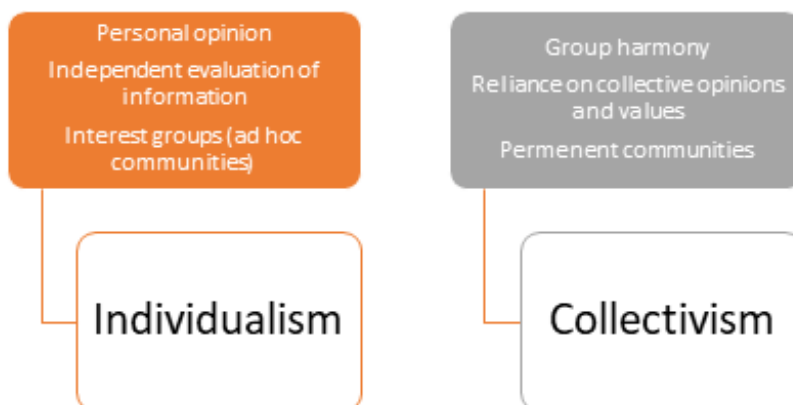 Personal opinion
Independent evaluation of
information
Interest groups (ad hoc
communities)
Individualism
Group harmony
Reliance on collective opinions
and values
Permenent communities
Collectivism